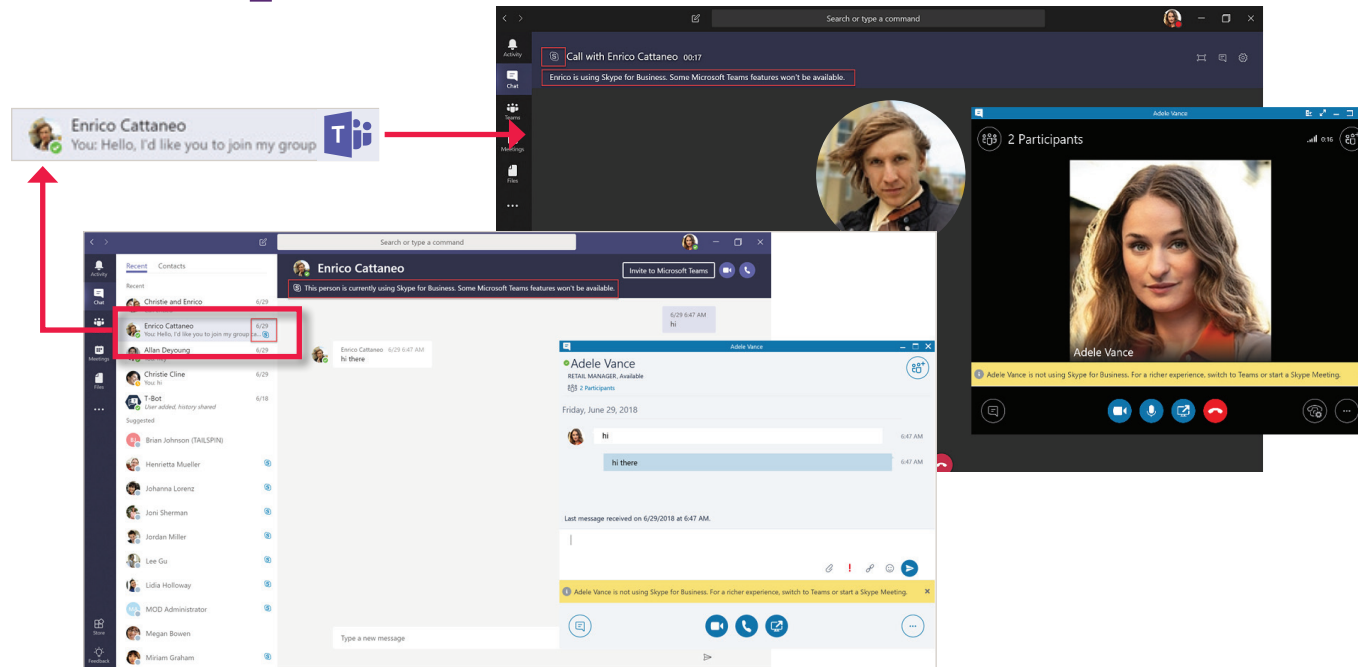 Search or type a command
Activity
Call with Enrico Cattaneo 00:17
Enrico is using Skype for Business. Some Microsoft Teams features won't be available.
Chat
Teams
Meetings
Files
Enrico Cattaneo
You: Hello, I'd like you to join my group
T
Adele Vance
2 Participants
0:16
Adele Vance
Adele Vance is not using Skype for Business. For a richer experience, switch to Teams or start a Skype Meeting.
Search or type a command
Activity
Chat
Meetings
Files
Store
Feedback
Recent Contacts
Recent
Christie and Enrico 6/29
Enrico Cattaneo 6/29
You: Hello, I'd like you to join my group ca...
Allan Deyoung 6/29
Christie Cline 6/29
You: hi
T-Bot 6/18
User added, history shared
Suggested
Brian Johnson (TAILSPIN)
Henrietta Mueller
Johanna Lorenz
Joni Sherman
Jordan Miller
Lee Gu
Lidia Holloway
MOD Administrator
Megan Bowen
Miriam Graham
Enrico Cattaneo
Invite to Microsoft Teams
This person is currently using Skype for Business. Some Microsoft Teams features won't be available.
6/29 6:47 AM
hi
Enrico Cattaneo 6/29 6:47 AM
hi there
Type a new message
Adele Vance
Adele Vance
RETAIL MANAGER, Available
2 Participants
Friday, June 29, 2018
hi 6:47 AM
hi there 6:47 AM
Last message received on 6/29/2018 at 6:47 AM.
Adele Vance is not using Skype for Business. For a richer experience, switch to Teams or start a Skype Meeting.